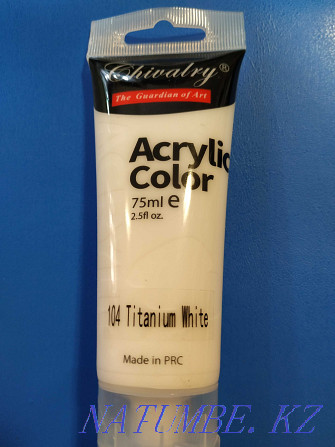 Chivalry®
The Guardian of Art
Acrylic
Color
75ml e
2.5fl oz.
104 Titanium White
Made in PRC
NATUMBE. KZ